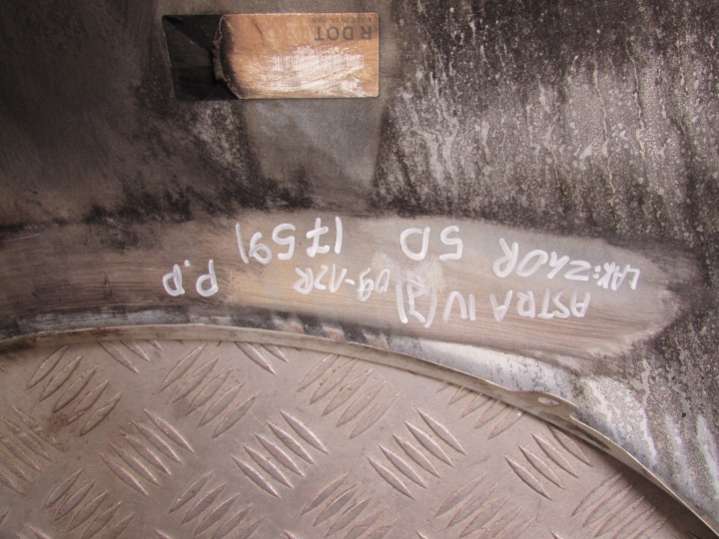 ASTRA IV (J) 09-12R P.P
LAK: Z40R 5D 17591